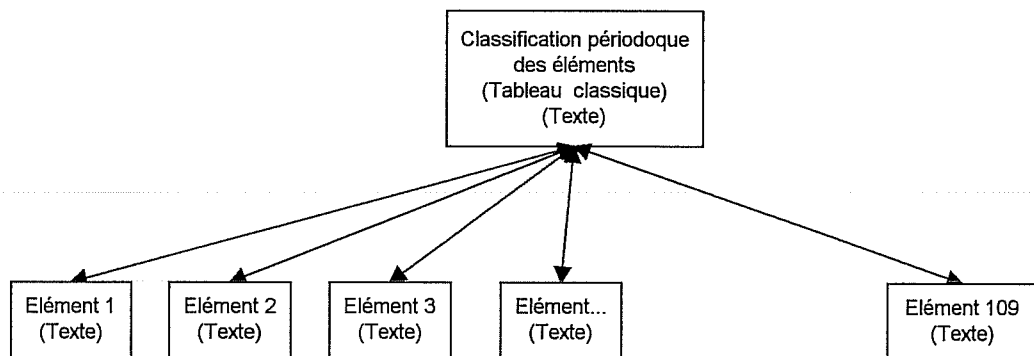 Classification périodoque
des éléments
(Tableau classique)
(Texte)
Elément 1
(Texte)
Elément 2
(Texte)
Elément 3
(Texte)
Elément...
(Texte)
Elément 109
(Texte)